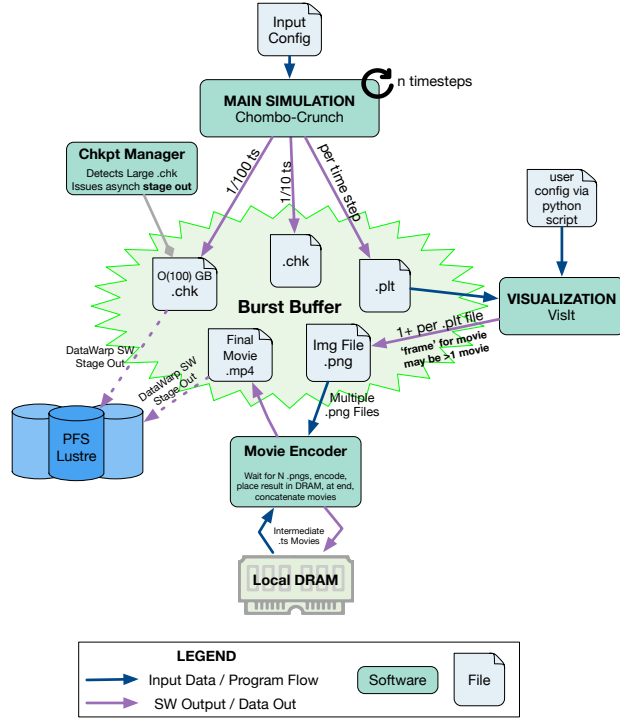 Input
Config
n timesteps
MAIN SIMULATION
Chombo-Crunch
Chkpt Manager
Detects Large .chk
Issues asynch stage out
1/100 ts
1/10 ts
per time step
user
config via
python
script
O(100) GB
.chk
.chk
.plt
Burst Buffer
VISUALIZATION
VisIt
1+ per .plt file
'frame' for movie
may be >1 movie
Final
Movie
.mp4
Img File
.png
DataWarp SW
Stage Out
DataWarp SW
Stage Out
Multiple
.png Files
PFS
Lustre
Movie Encoder
Wait for N .pngs, encode,
place result in DRAM, at end,
concatenate movies
Intermediate
.ts Movies
Local DRAM
LEGEND
Input Data / Program Flow
SW Output / Data Out
Software
File